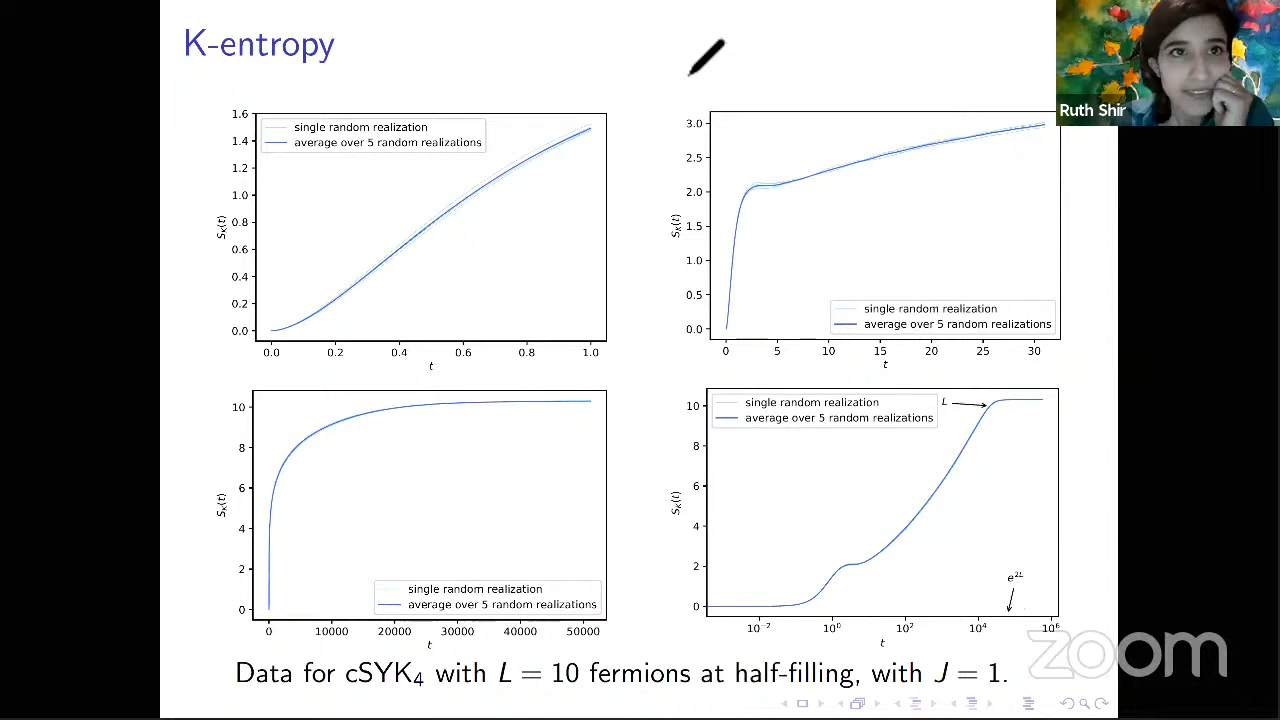 K-entropy
Ruth Shir
single random realization
average over 5 random realizations
1.6
1.4
1.2
1.0
0.8
0.6
0.4
0.2
0.0
S_K(t)
0.0 0.2 0.4 0.6 0.8 1.0
t
3.0
2.5
2.0
1.5
1.0
0.5
0.0
S_K(t)
single random realization
average over 5 random realizations
0 5 10 15 20 25 30
t
10
8
6
4
2
0
S_K(t)
single random realization
average over 5 random realizations
0 10000 20000 30000 40000 50000
t
single random realization
average over 5 random realizations
L
10
8
6
4
2
0
S_K(t)
e^{2L}
10^{-2} 10^0 10^2 10^4 10^6
t
zoom
Data for cSYK₄ with L = 10 fermions at half-filling, with J = 1.